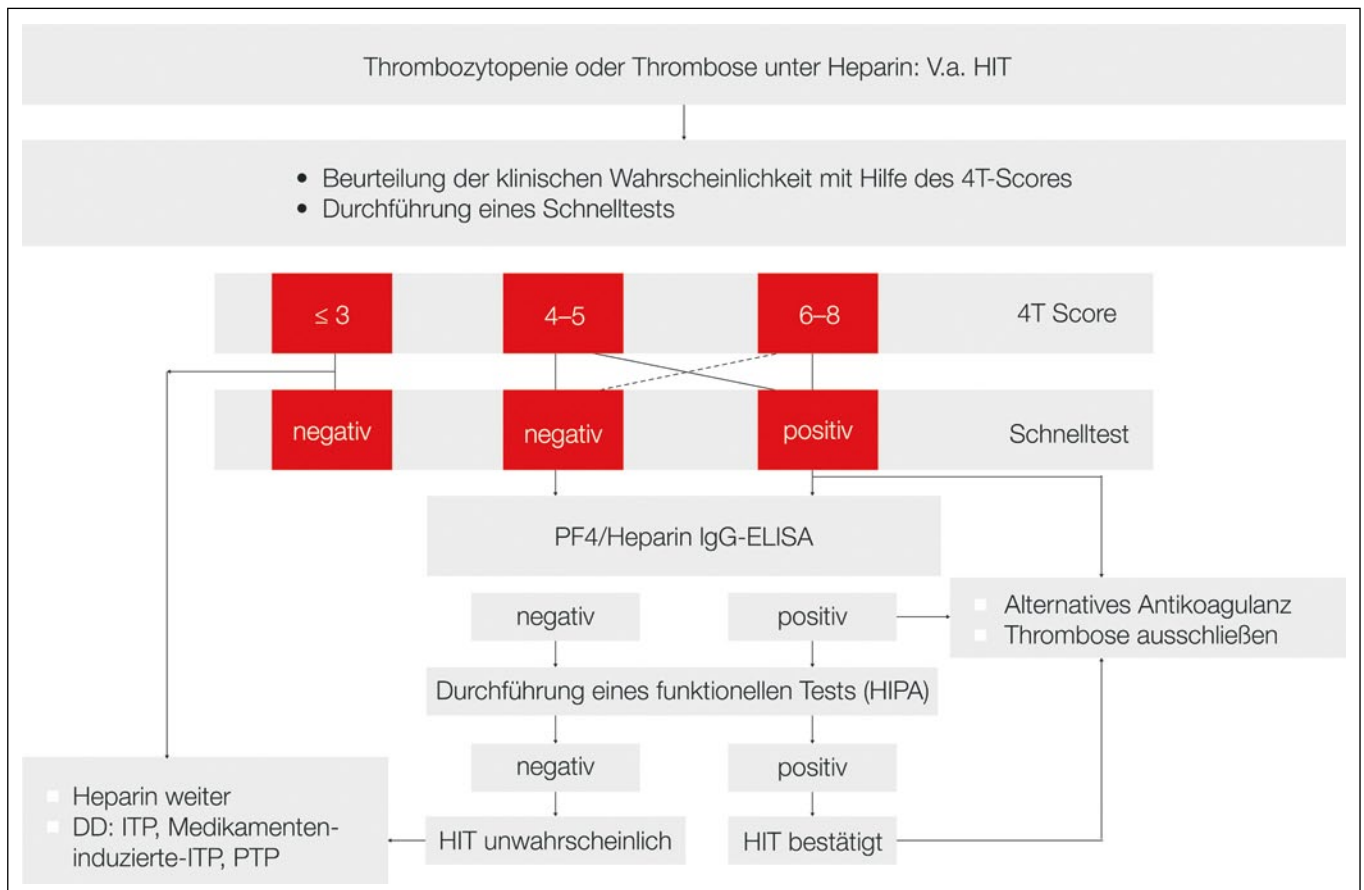 Thrombozytopenie oder Thrombose unter Heparin: V.a. HIT
• Beurteilung der klinischen Wahrscheinlichkeit mit Hilfe des 4T-Scores
• Durchführung eines Schnelltests
≤ 3
4–5
6–8
4T Score
negativ
negativ
positiv
Schnelltest
PF4/Heparin IgG-ELISA
negativ
positiv
Alternatives Antikoagulanz
Thrombose ausschließen
Durchführung eines funktionellen Tests (HIPA)
negativ
positiv
Heparin weiter
DD: ITP, Medikamenten-
induzierte-ITP, PTP
HIT unwahrscheinlich
HIT bestätigt